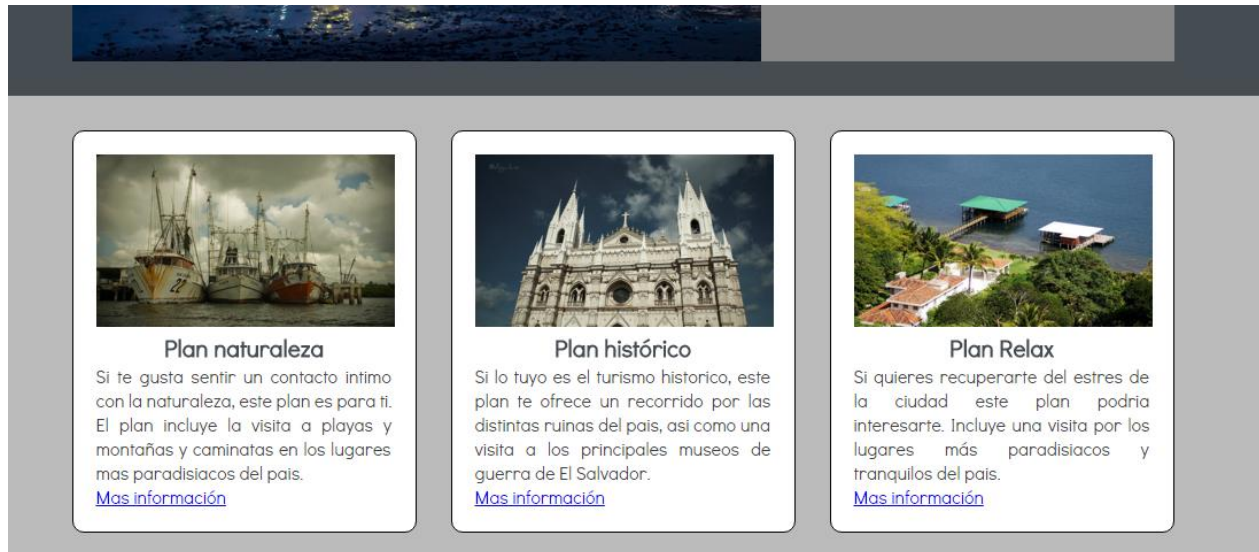 Plan naturaleza
Si te gusta sentir un contacto intimo
con la naturaleza, este plan es para ti.
El plan incluye la visita a playas y
montañas y caminatas en los lugares
mas paradisiacos del pais.
Mas información
Plan histórico
Si lo tuyo es el turismo historico, este
plan te ofrece un recorrido por las
distintas ruinas del pais, asi como una
visita a los principales museos de
guerra de El Salvador.
Mas información
Plan Relax
Si quieres recuperarte del estres de
la ciudad este plan podria
interesarte. Incluye una visita por los
lugares más paradisiacos y
tranquilos del pais.
Mas información